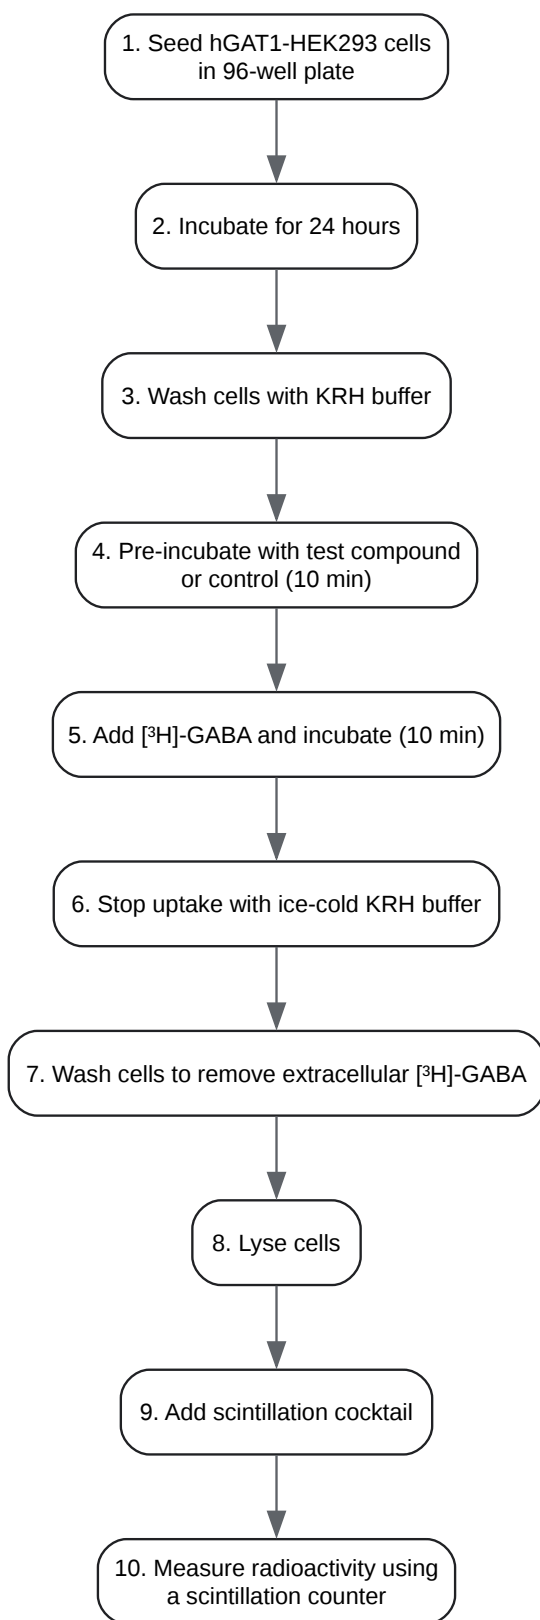 1. Seed hGAT1-HEK293 cells
in 96-well plate
2. Incubate for 24 hours
3. Wash cells with KRH buffer
4. Pre-incubate with test compound
or control (10 min)
5. Add [³H]-GABA and incubate (10 min)
6. Stop uptake with ice-cold KRH buffer
7. Wash cells to remove extracellular [³H]-GABA
8. Lyse cells
9. Add scintillation cocktail
10. Measure radioactivity using
a scintillation counter